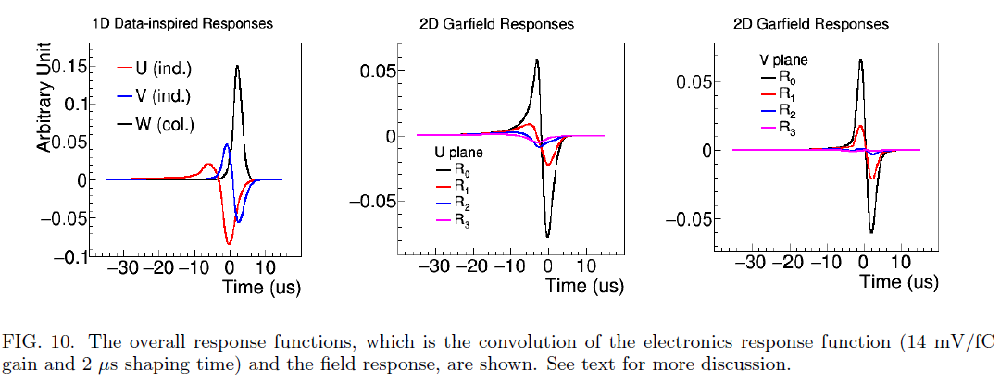 1D Data-inspired Responses
Arbitrary Unit
0.15
0.1
0.05
0
−0.05
−0.1
U (ind.)
V (ind.)
W (col.)
−30 −20 −10 0 10
Time (us)
2D Garfield Responses
0.05
0
−0.05
U plane
R0
R1
R2
R3
−30 −20 −10 0 10
Time (us)
2D Garfield Responses
0.05
0
−0.05
V plane
R0
R1
R2
R3
−30 −20 −10 0 10
Time (us)
FIG. 10. The overall response functions, which is the convolution of the electronics response function (14 mV/fC
gain and 2 μs shaping time) and the field response, are shown. See text for more discussion.